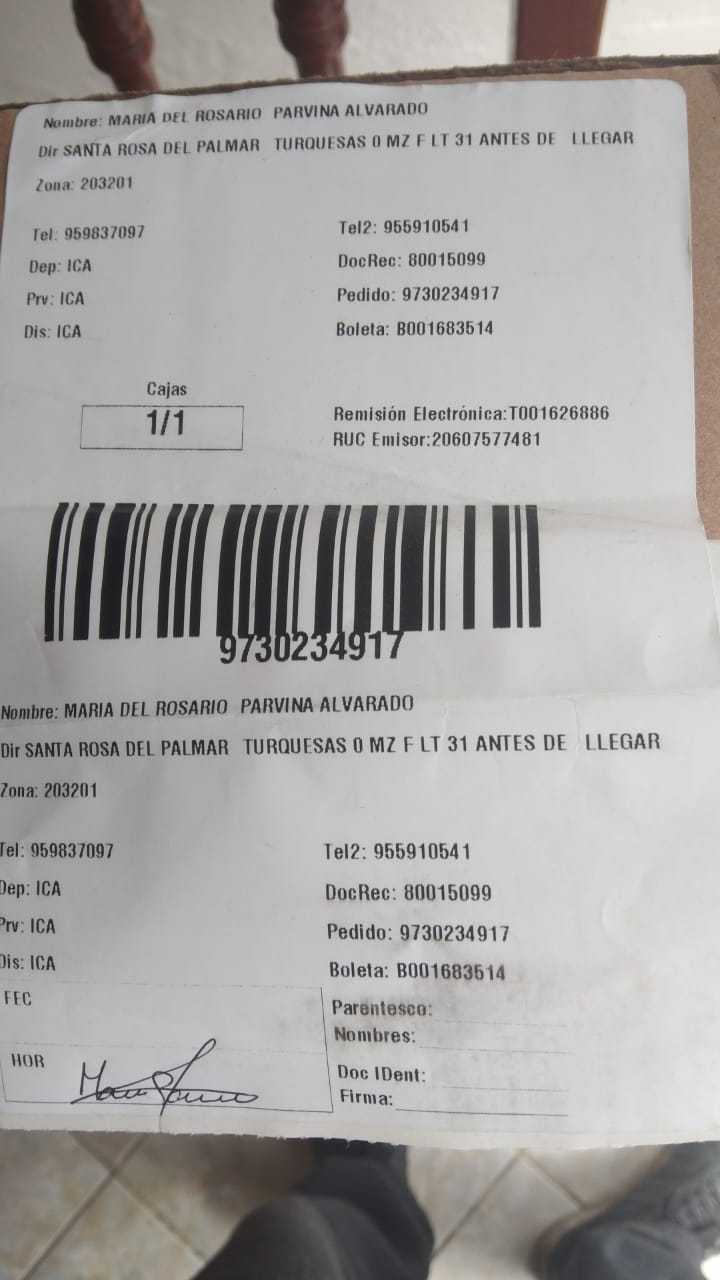 Nombre: MARIA DEL ROSARIO PARVINA ALVARADO
Dir SANTA ROSA DEL PALMAR TURQUESAS 0 MZ F LT 31 ANTES DE LLEGAR
Zona: 203201
Tel: 959837097 Tel2: 955910541
Dep: ICA DocRec: 80015099
Prv: ICA Pedido: 9730234917
Dis: ICA Boleta: B001683514
Cajas
1/1
Remisión Electrónica:T001626886
RUC Emisor:20607577481
9730234917
Nombre: MARIA DEL ROSARIO PARVINA ALVARADO
Dir SANTA ROSA DEL PALMAR TURQUESAS 0 MZ F LT 31 ANTES DE LLEGAR
Zona: 203201
Tel: 959837097 Tel2: 955910541
Dep: ICA DocRec: 80015099
Prv: ICA Pedido: 9730234917
Dis: ICA Boleta: B001683514
FEC Parentesco:
Nombres:
HOR Doc IDent:
Firma: